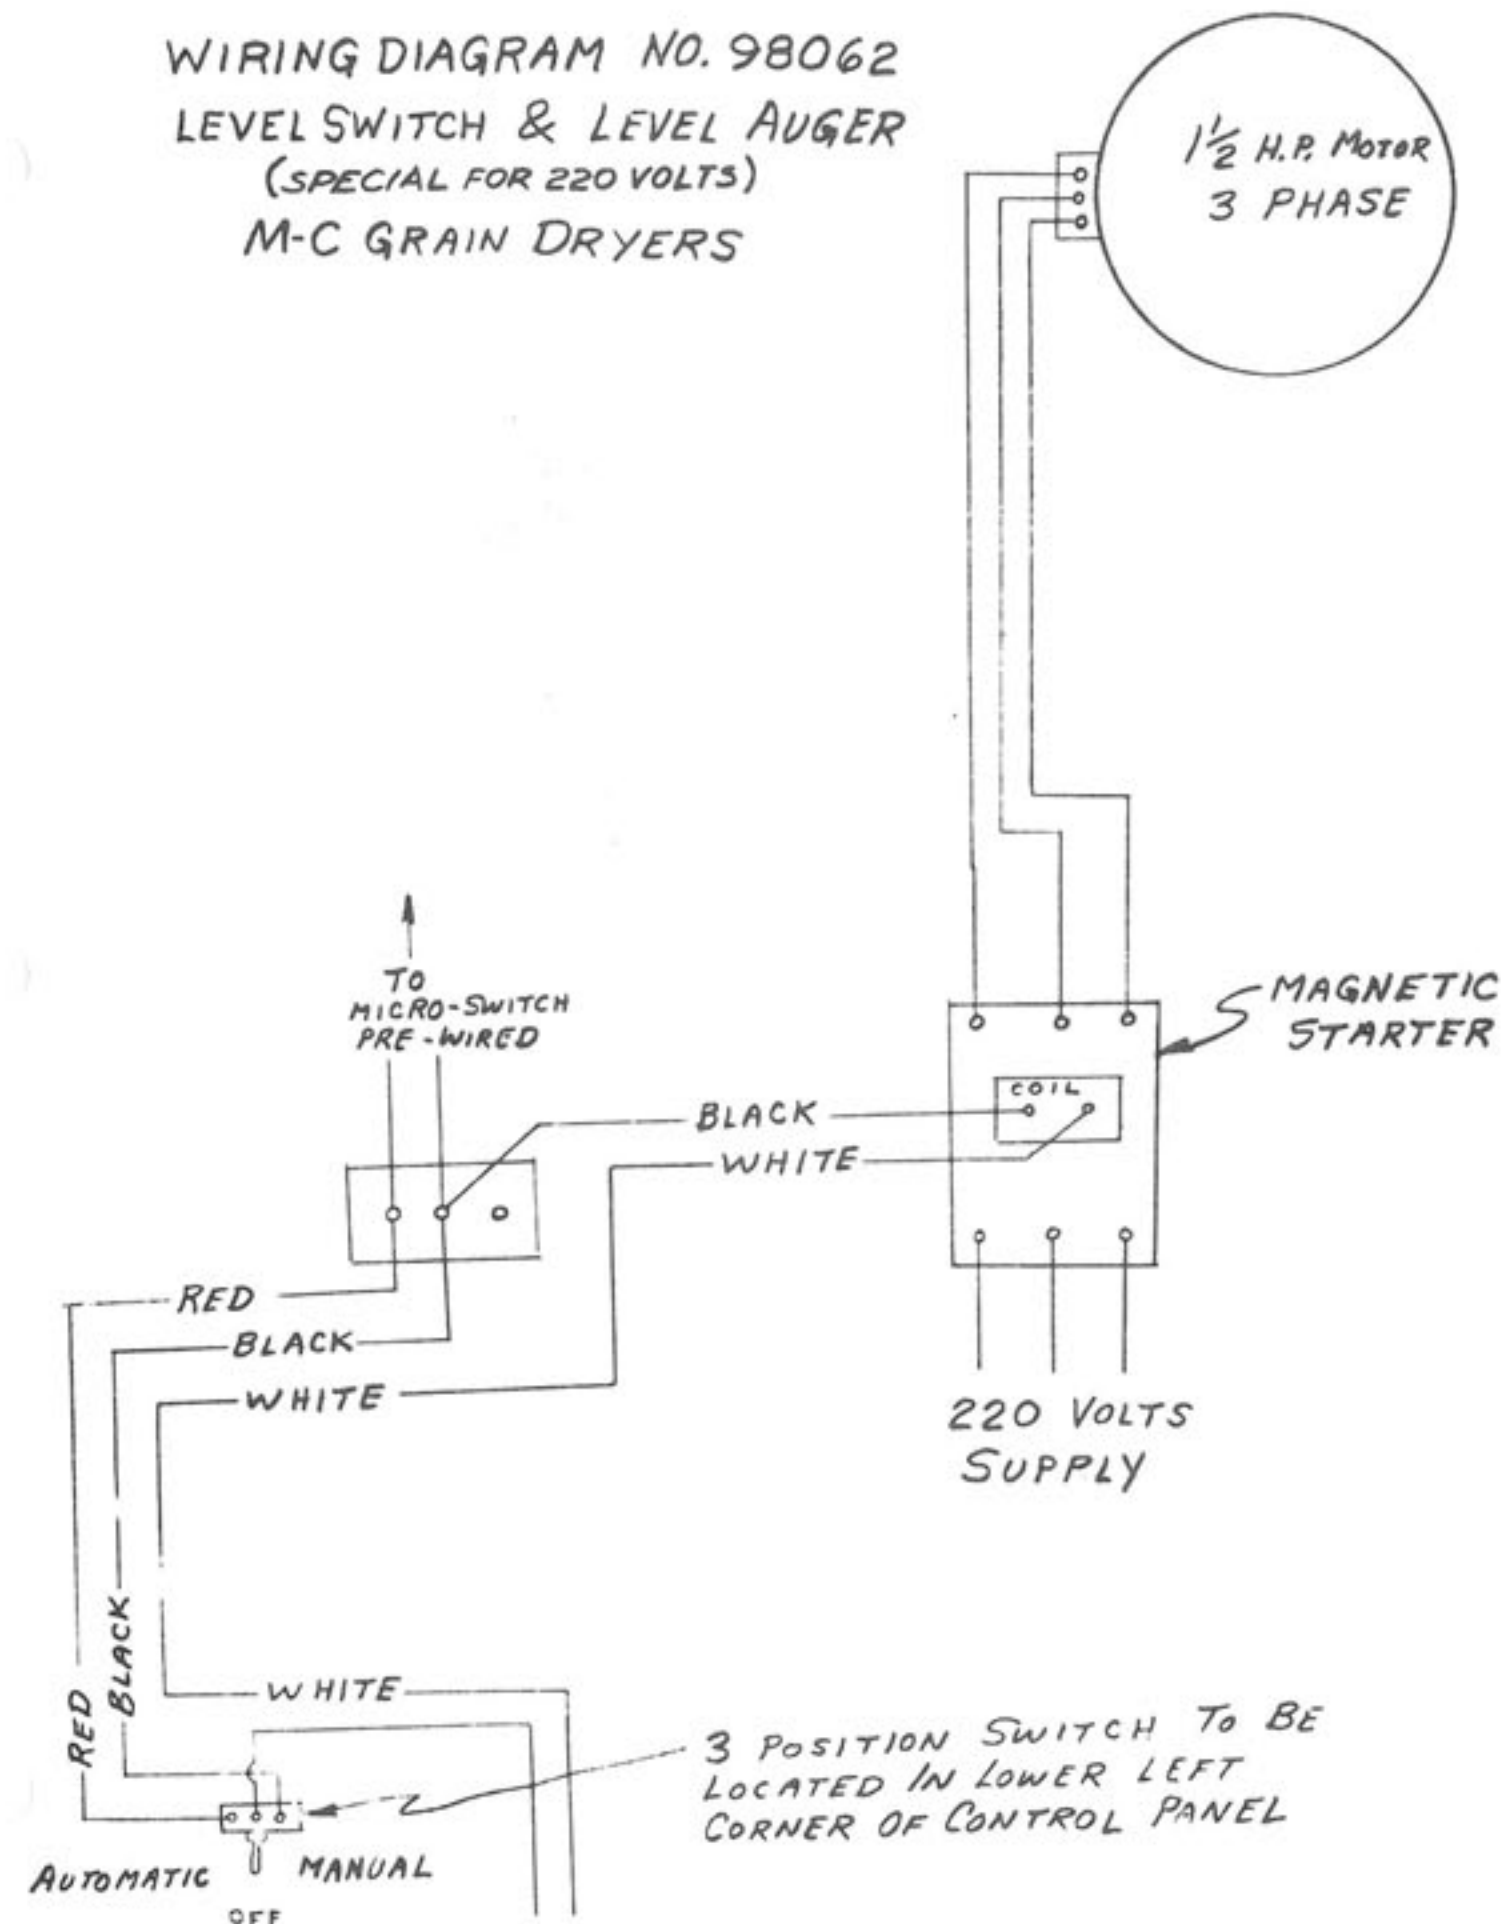 WIRING DIAGRAM NO. 98062
LEVEL SWITCH & LEVEL AUGER
(SPECIAL FOR 220 VOLTS)
M-C GRAIN DRYERS
1 1/2 H.P. MOTOR
3 PHASE
TO
MICRO-SWITCH
PRE-WIRED
MAGNETIC
STARTER
COIL
BLACK
WHITE
RED
BLACK
WHITE
220 VOLTS
SUPPLY
BLACK
RED
WHITE
3 POSITION SWITCH TO BE
LOCATED IN LOWER LEFT
CORNER OF CONTROL PANEL
AUTOMATIC
MANUAL
OFF